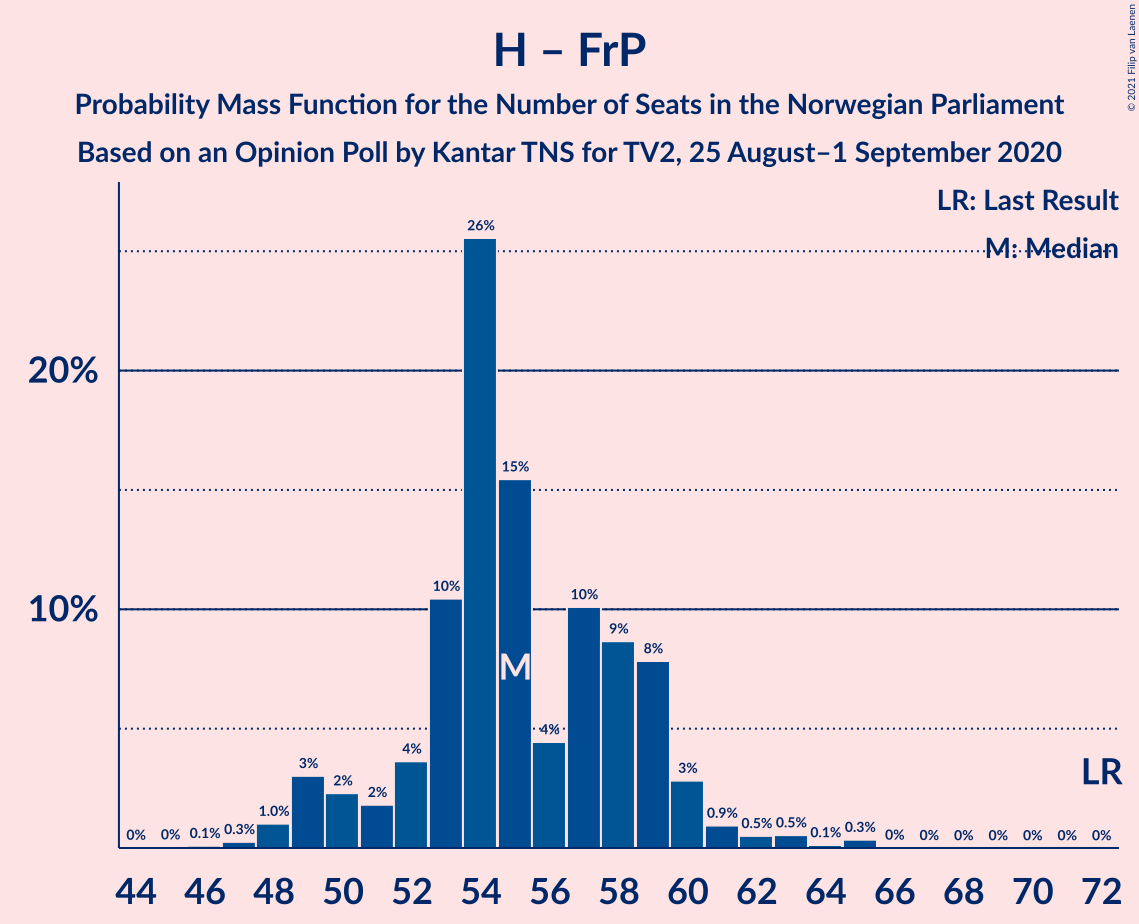 © 2021 Filip van Laenen
H – FrP
Probability Mass Function for the Number of Seats in the Norwegian Parliament
Based on an Opinion Poll by Kantar TNS for TV2, 25 August–1 September 2020
LR: Last Result
M: Median
20%
10%
0% 0% 0.1% 0.3% 1.0% 3% 2% 2% 4% 10% 26% 15% 4% 10% 9% 8% 3% 0.9% 0.5% 0.5% 0.1% 0.3% 0% 0% 0% 0% 0% 0% 0%
M
LR
44 46 48 50 52 54 56 58 60 62 64 66 68 70 72